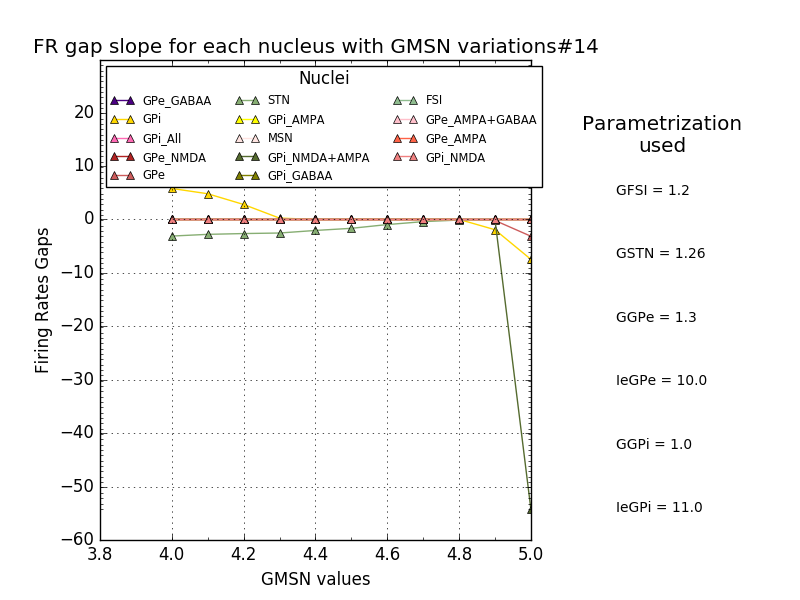 FR gap slope for each nucleus with GMSN variations#14
Nuclei
GPe_GABAA STN FSI
GPi GPi_AMPA GPe_AMPA+GABAA
GPi_All MSN GPe_AMPA
GPe_NMDA GPi_NMDA+AMPA GPi_NMDA
GPe GPi_GABAA
20
10
0
−10
−20
−30
−40
−50
−60
Firing Rates Gaps
3.8 4.0 4.2 4.4 4.6 4.8 5.0
GMSN values
Parametrization
used
GFSI = 1.2
GSTN = 1.26
GGPe = 1.3
IeGPe = 10.0
GGPi = 1.0
IeGPi = 11.0